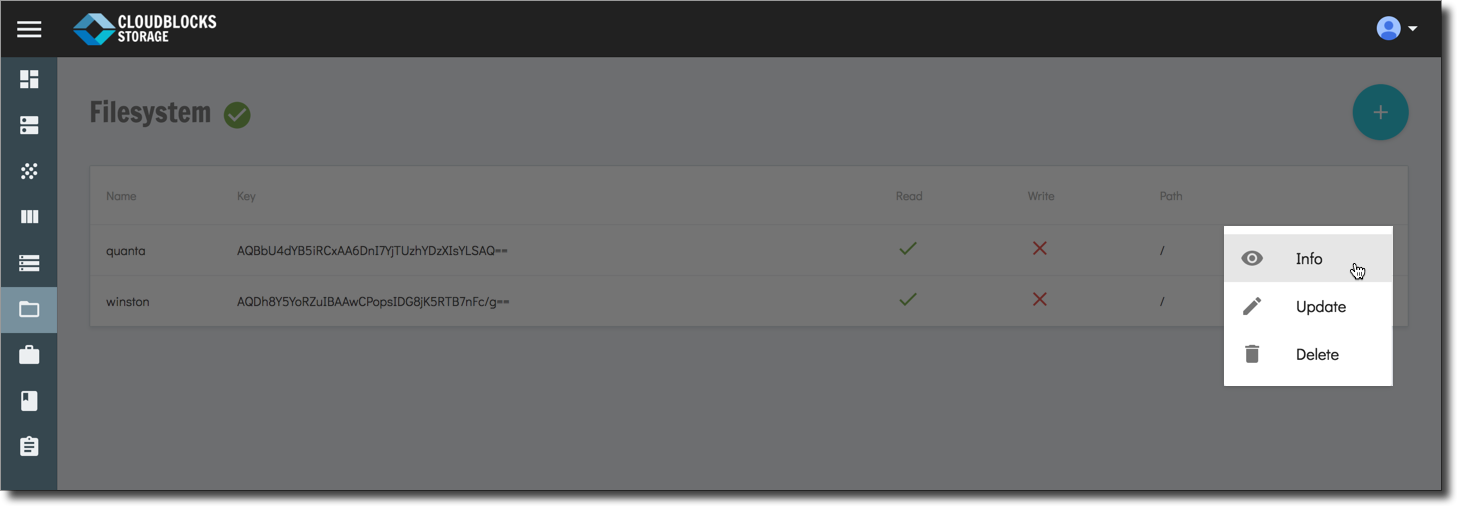 CLOUDBLOCKS
STORAGE
Filesystem
Name Key Read Write Path
quanta AQBbU4dYB5iRCxAA6DnI7YjTUzhYDzXIsYLSAQ== /
winston AQDh8Y5YoRZuIBAAwCPopsIDG8jK5RTB7nFc/g== /
Info
Update
Delete